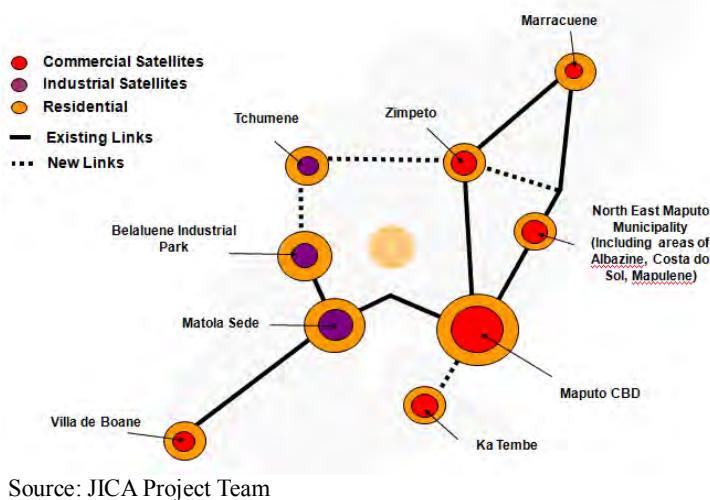 Marracuene
Commercial Satellites
Industrial Satellites
Residential
Existing Links
New Links
Tchumene
Zimpeto
Belaluene Industrial
Park
North East Maputo
Municipality
(Including areas of
Albazine, Costa do
Sol, Mapulene)
Matola Sede
Maputo CBD
Villa de Boane
Ka Tembe
Source: JICA Project Team